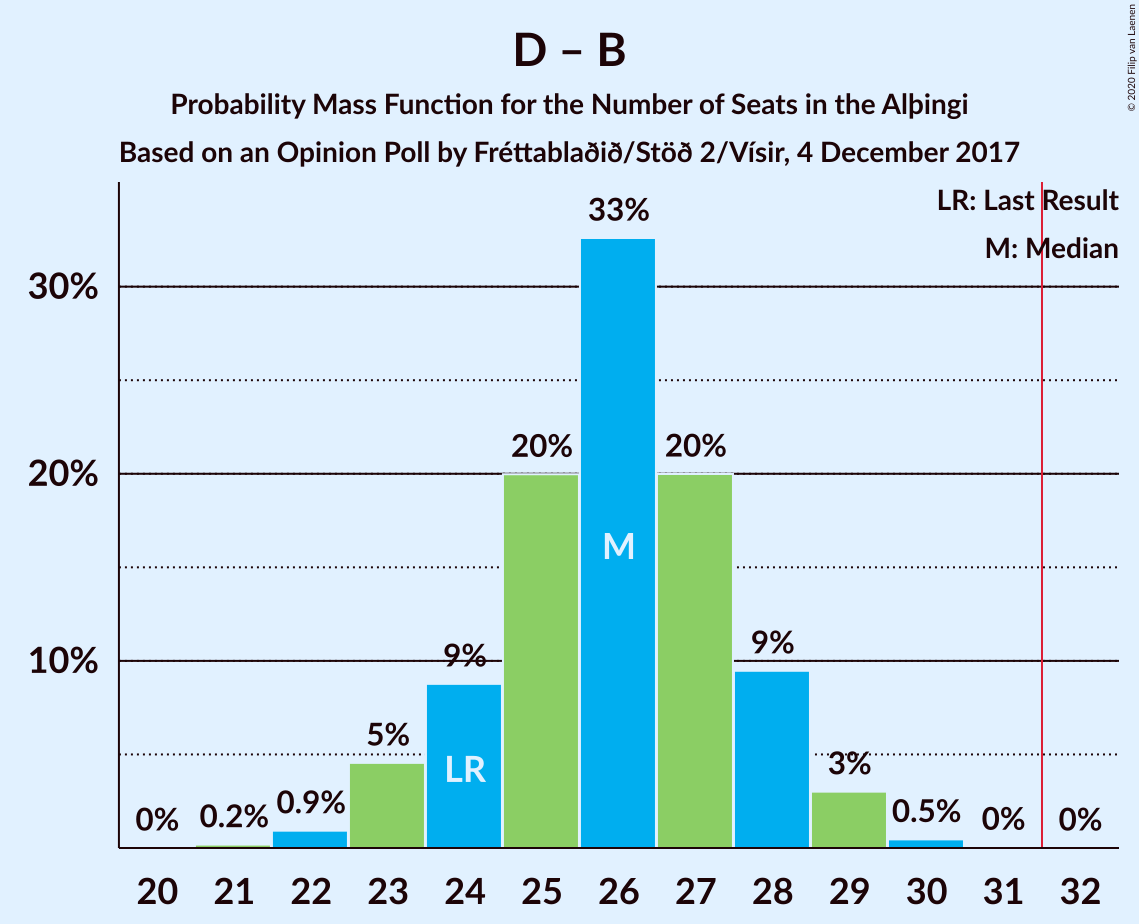 D – B
Probability Mass Function for the Number of Seats in the Alþingi
Based on an Opinion Poll by Fréttablaðið/Stöð 2/Vísir, 4 December 2017
© 2020 Filip van Laenen
LR: Last Result
M: Median
30%
20%
10%
0%
0.2%
0.9%
5%
9%
20%
33%
20%
9%
3%
0.5%
0%
0%
LR
M
20 21 22 23 24 25 26 27 28 29 30 31 32